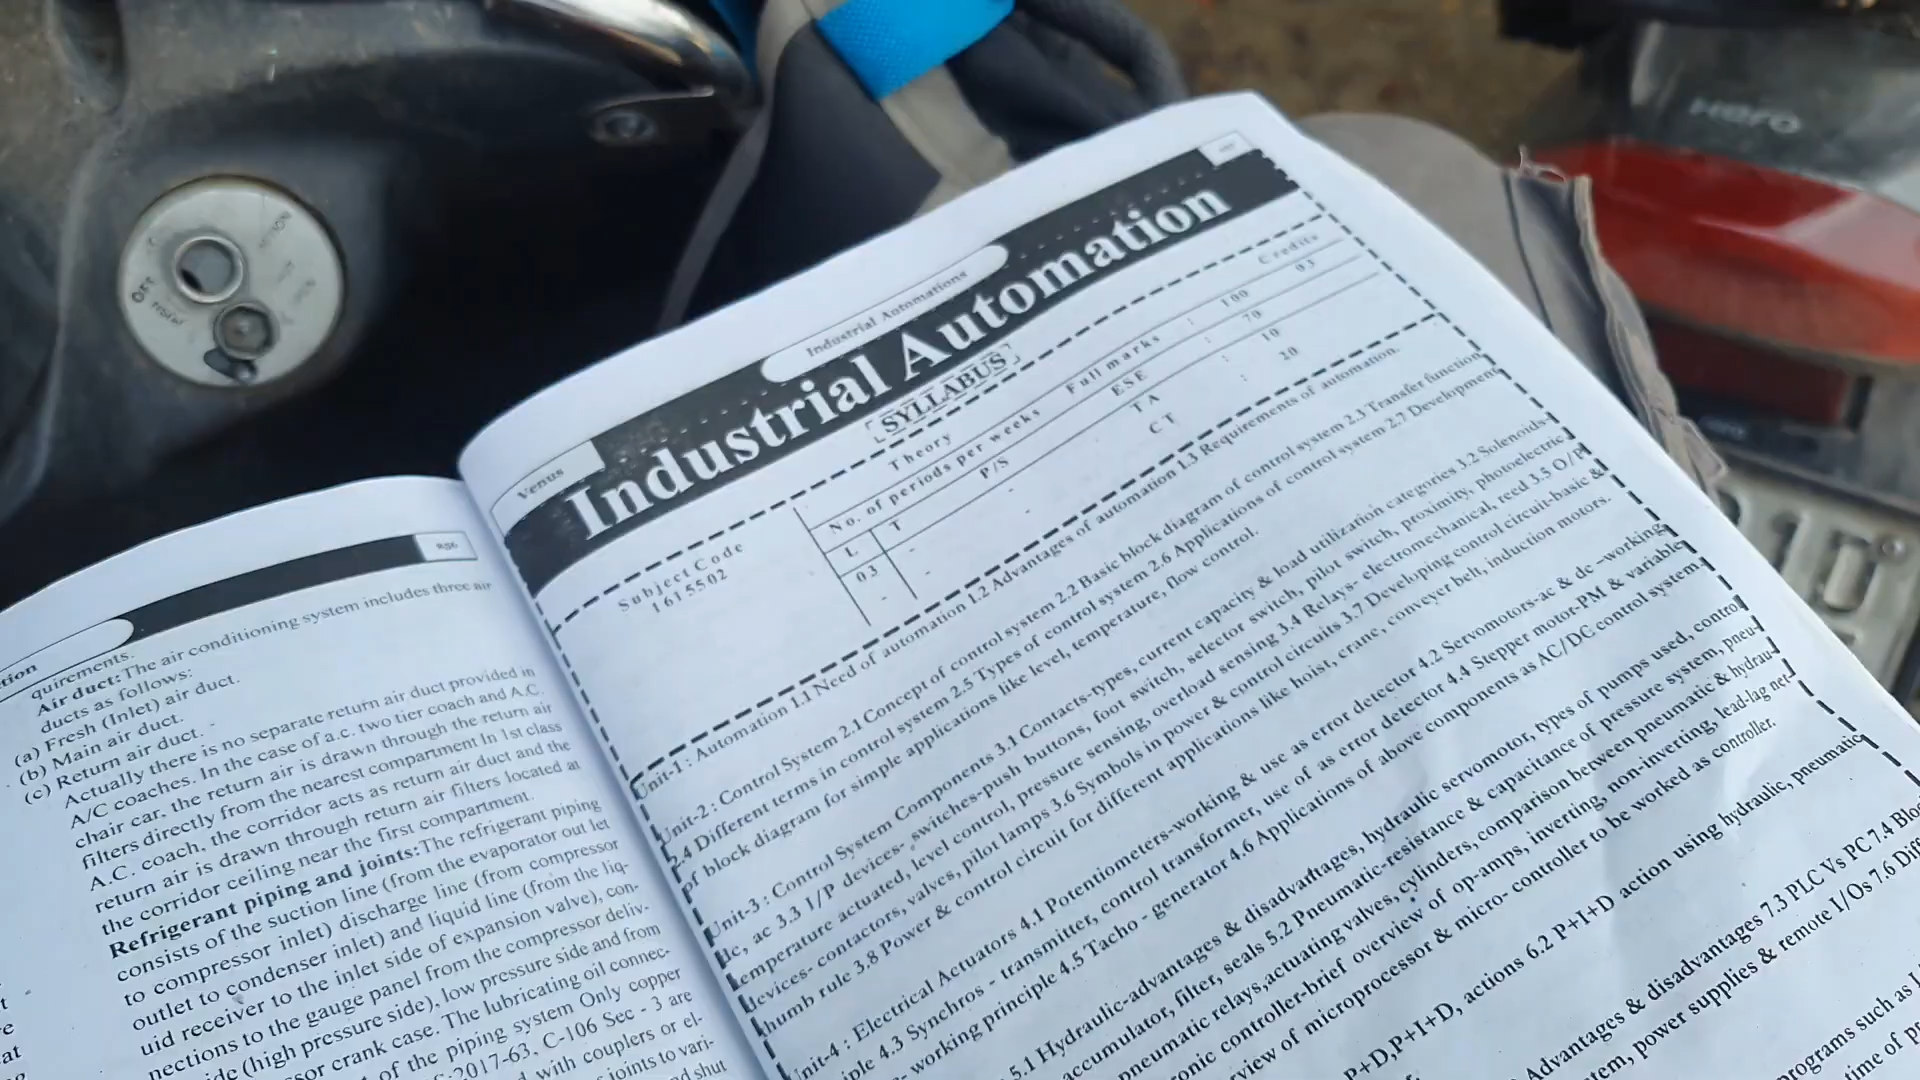 Hero
OFF
tion
856
quirements.
Air duct: The air conditioning system includes three air
ducts as follows:
(a) Fresh (Inlet) air duct.
(b) Main air duct.
(c) Return air duct.
Actually there is no separate return air duct provided in
A/C coaches. In the case of a.c. two tier coach and A.C.
chair car, the return air is drawn through the return air
filters directly from the nearest compartment In 1st class
A.C. coach, the corridor acts as return air duct and the
return air is drawn through return air filters located at
the corridor ceiling near the first compartment.
Refrigerant piping and joints: The refrigerant piping
consists of the suction line (from the evaporator out let
to compressor inlet) discharge line (from compressor
outlet to condenser inlet) and liquid line (from the liq-
uid receiver to the inlet side of expansion valve), con-
nections to the gauge panel from the compressor deliv-
(high pressure side), low pressure side and from
sor crank case. The lubricating oil connec-
of the piping system Only copper
2017-63, C-106 Sec - 3 are
with couplers or el-
joints to vari-
nd shut
Venus
Industrial Automations
Industrial Automation
SYLLABUS
Subject Code
1615502
Theory
Credits
No. of periods per weeks Full marks : 100 03
L T P/S ESE : 70
03 - - TA : 10
- - - CT : 20
Unit-1 : Automation 1.1 Need of automation 1.2 Advantages of automation 1.3 Requirements of automation.
Unit-2 : Control System 2.1 Concept of control system 2.2 Basic block diagram of control system 2.3 Transfer function
2.4 Different terms in control system 2.5 Types of control system 2.6 Applications of control system 2.7 Development
of block diagram for simple applications like level, temperature, flow control.
Unit-3 : Control System Components 3.1 Contacts-types, current capacity & load utilization categories 3.2 Solenoids-
dc, ac 3.3 I/P devices- switches-push buttons, foot switch, selector switch, pilot switch, proximity, photoelectric,
temperature actuated, level control, pressure sensing, overload sensing 3.4 Relays- electromechanical, reed 3.5 O/P
devices- contactors, valves, pilot lamps 3.6 Symbols in power & control circuits 3.7 Developing control circuit-basic &
thumb rule 3.8 Power & control circuit for different applications like hoist, crane, conveyer belt, induction motors.
Unit-4 : Electrical Actuators 4.1 Potentiometers-working & use as error detector 4.2 Servomotors-ac & dc -working
iple 4.3 Synchros - transmitter, control transformer, use of as error detector 4.4 Stepper motor-PM & variable
- working principle 4.5 Tacho - generator 4.6 Applications of above components as AC/DC control system.
5.1 Hydraulic-advantages & disadvantages, hydraulic servomotor, types of pumps used, control
accumulator, filter, seals 5.2 Pneumatic-resistance & capacitance of pressure system, pneu-
pneumatic relays, actuating valves, cylinders, comparison between pneumatic & hydrau-
onic controller-brief overview of op-amps, inverting, non-inverting, lead-lag net-
view of microprocessor & micro- controller to be worked as controller.
P+D, P+I+D, actions 6.2 P+I+D action using hydraulic, pneumatic
Advantages & disadvantages 7.3 PLC Vs PC 7.4 Bloc
tem, power supplies & remote I/Os 7.6 Diff
programs such as
time of